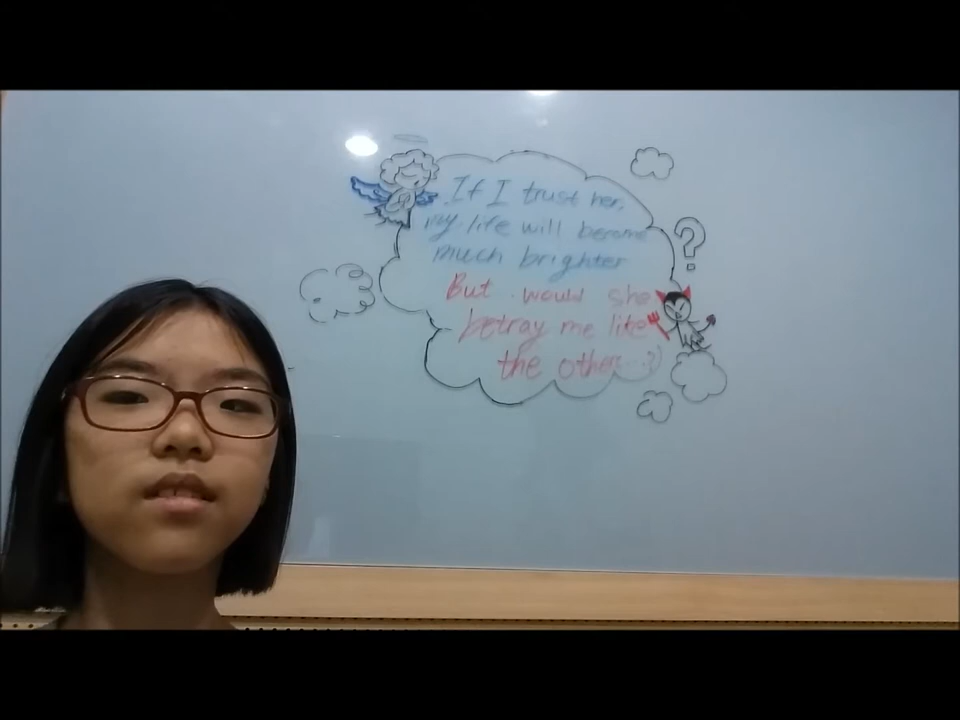 If I trust her,
my life will become
much brighter
But would she
betray me like
the other...?)
?